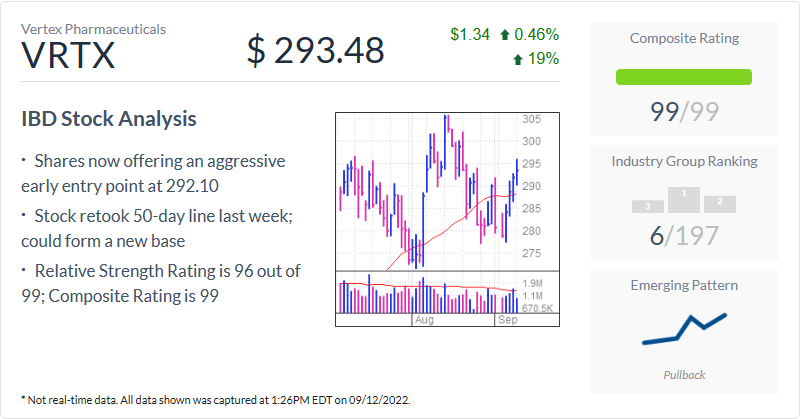 Vertex Pharmaceuticals
VRTX
$ 293.48
$1.34 0.46%
19%
IBD Stock Analysis
· Shares now offering an aggressive
early entry point at 292.10
· Stock retook 50-day line last week;
could form a new base
· Relative Strength Rating is 96 out of
99; Composite Rating is 99
305
300
295
290
285
280
275
1.9M
1.1M
670.5K
Aug
Sep
Composite Rating
99/99
Industry Group Ranking
3
1
2
6/197
Emerging Pattern
Pullback
* Not real-time data. All data shown was captured at 1:26PM EDT on 09/12/2022.